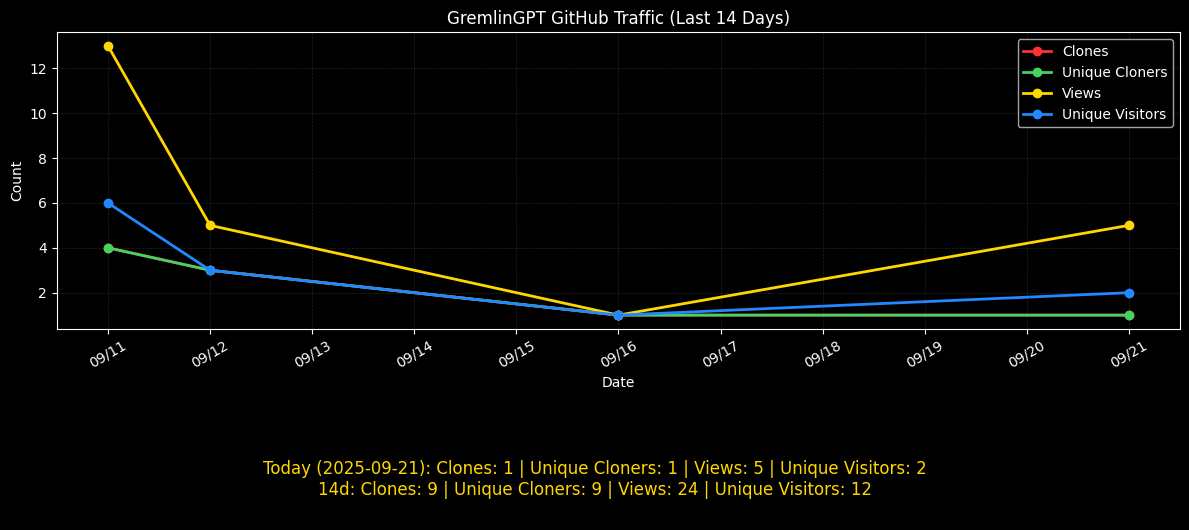 GremlinGPT GitHub Traffic (Last 14 Days)
Clones
Unique Cloners
Views
Unique Visitors
Count
12
10
8
6
4
2
09/11 09/12 09/13 09/14 09/15 09/16 09/17 09/18 09/19 09/20 09/21
Date
Today (2025-09-21): Clones: 1 | Unique Cloners: 1 | Views: 5 | Unique Visitors: 2
14d: Clones: 9 | Unique Cloners: 9 | Views: 24 | Unique Visitors: 12